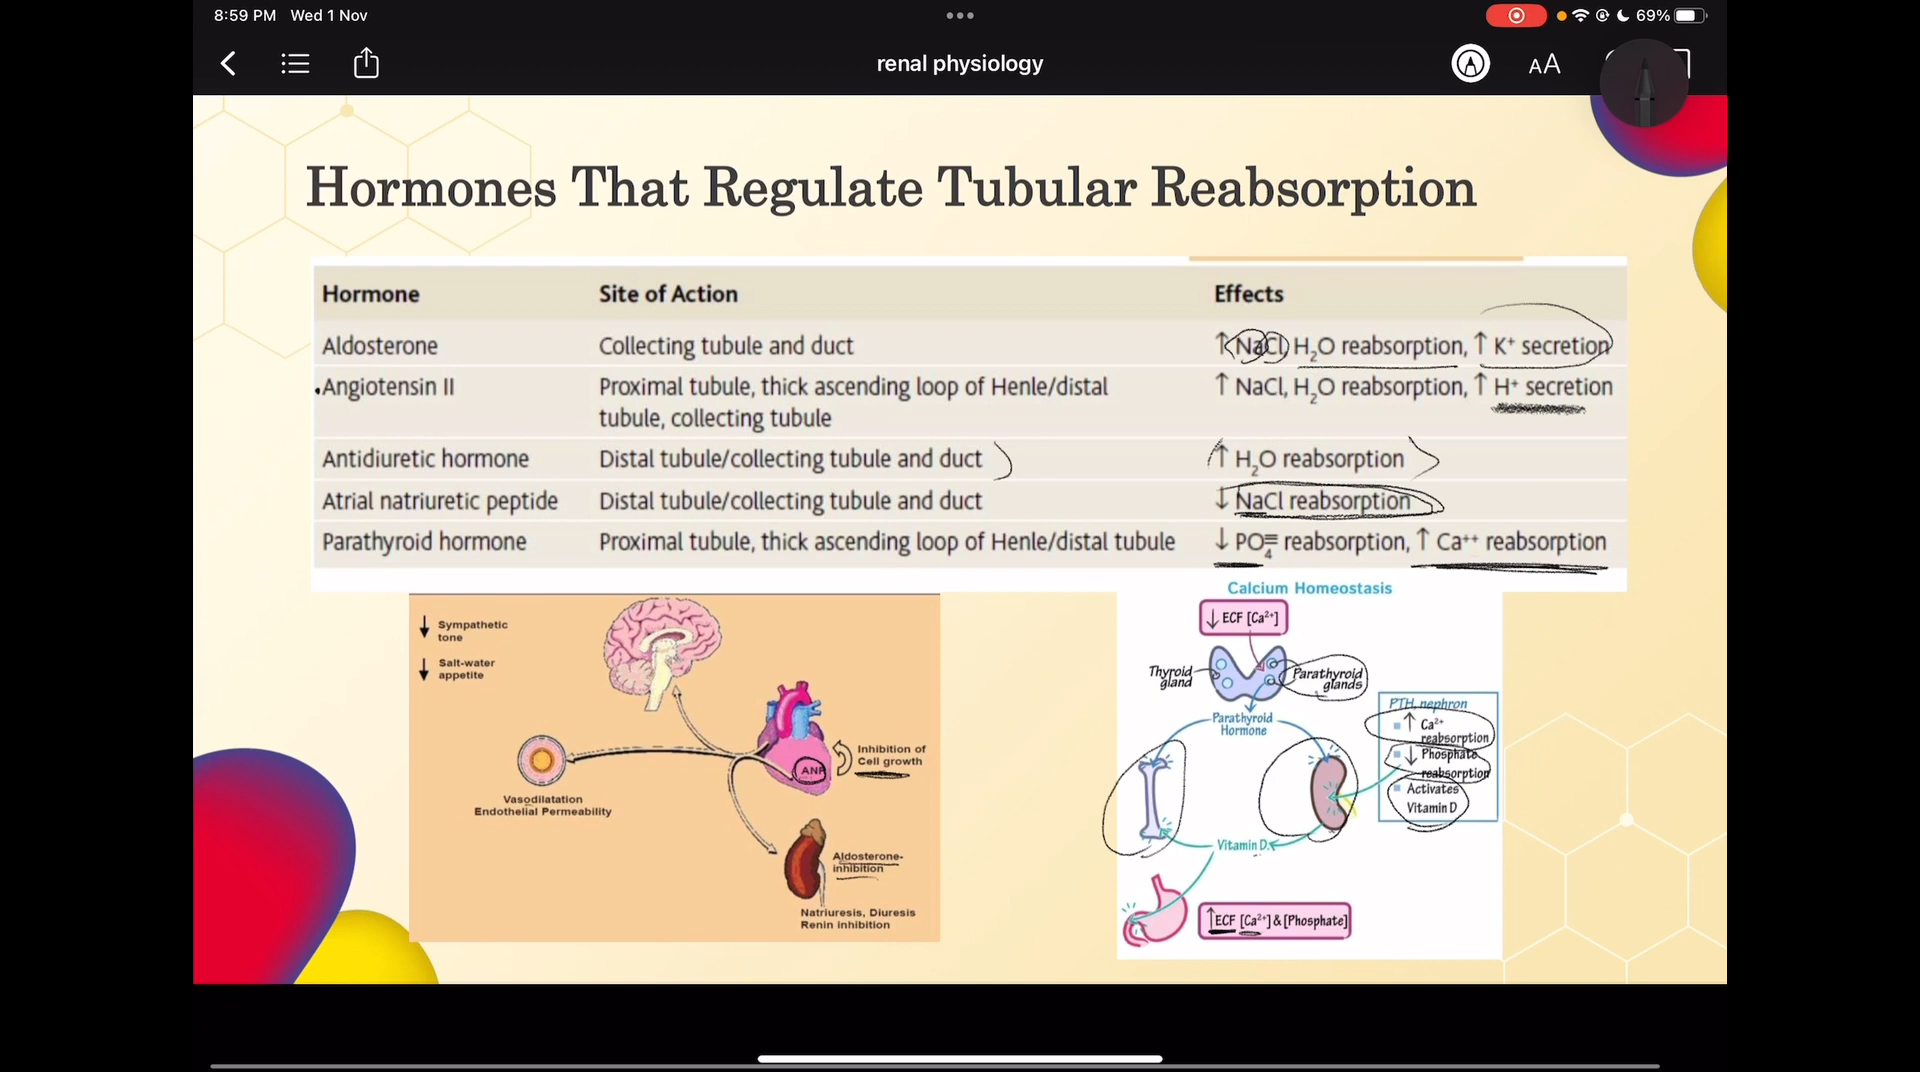 8:59 PM Wed 1 Nov
69%
renal physiology
AA
Hormones That Regulate Tubular Reabsorption
Hormone Site of Action Effects
Aldosterone Collecting tubule and duct ↑ NaCl, H₂O reabsorption, ↑ K⁺ secretion
Angiotensin II Proximal tubule, thick ascending loop of Henle/distal ↑ NaCl, H₂O reabsorption, ↑ H⁺ secretion
tubule, collecting tubule
Antidiuretic hormone Distal tubule/collecting tubule and duct ↑ H₂O reabsorption
Atrial natriuretic peptide Distal tubule/collecting tubule and duct ↓ NaCl reabsorption
Parathyroid hormone Proximal tubule, thick ascending loop of Henle/distal tubule ↓ PO₄≡ reabsorption, ↑ Ca⁺⁺ reabsorption
↓ Sympathetic
tone
↓ Salt-water
appetite
ANP
Inhibition of
Cell growth
Vasodilatation
Endothelial Permeability
Aldosterone-
inhibition
Natriuresis, Diuresis
Renin inhibition
Calcium Homeostasis
↓ ECF [Ca²⁺]
Thyroid
gland
Parathyroid
glands
Parathyroid
Hormone
PTH, nephron
↑ Ca²⁺
reabsorption
↓ Phosphate
reabsorption
Activates
Vitamin D
Vitamin D
↑ECF [Ca²⁺] & [Phosphate]